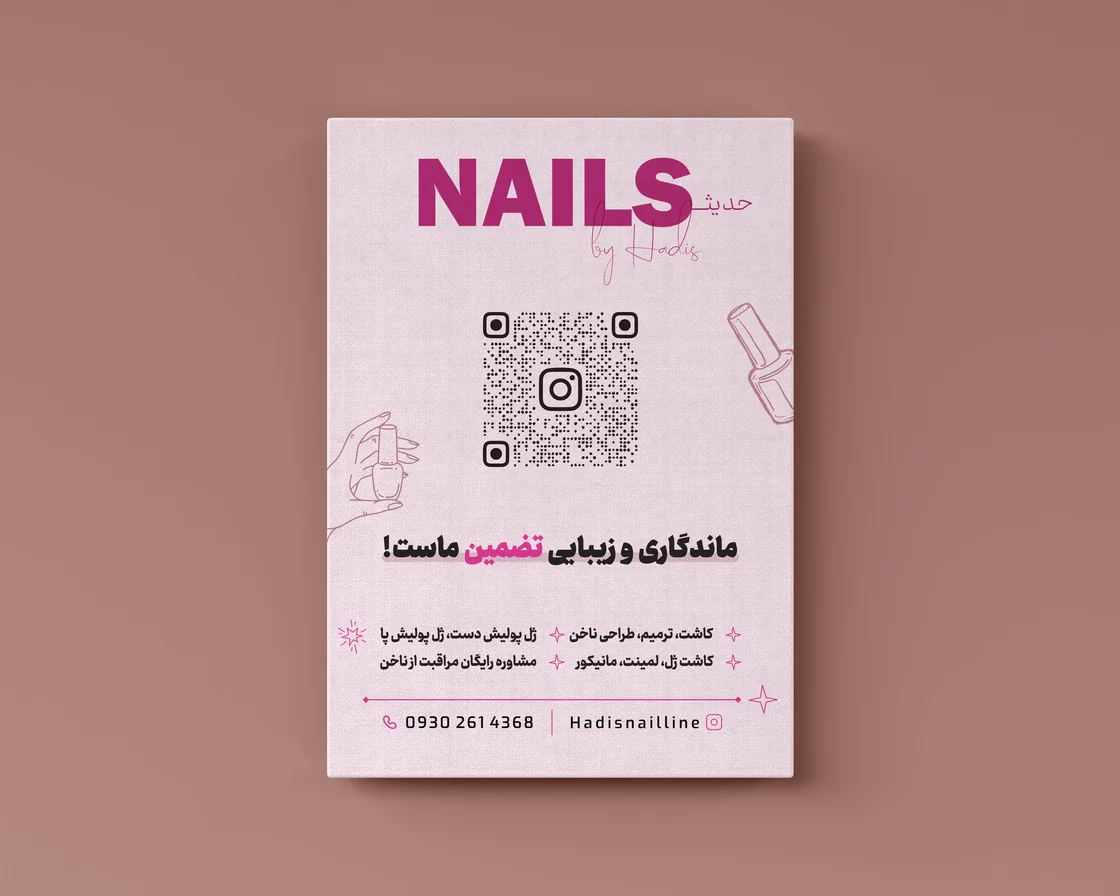 NAILS
حدیث
by Hadis
ماندگاری و زیبایی تضمین ماست!
کاشت، ترمیم، طراحی ناخن
ژل پولیش دست، ژل پولیش پا
کاشت ژل، لمینت، مانیکور
مشاوره رایگان مراقبت از ناخن
0930 261 4368
Hadisnailline